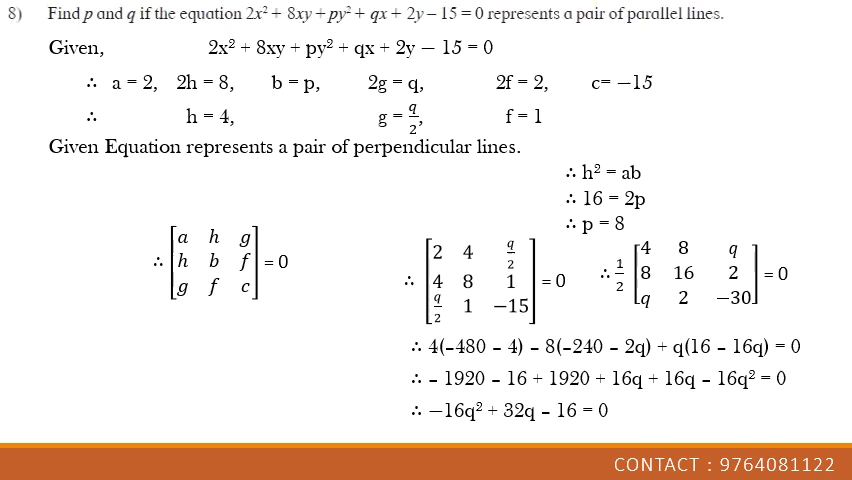 8) Find p and q if the equation 2x² + 8xy + py² + qx + 2y – 15 = 0 represents a pair of parallel lines.
Given, 2x² + 8xy + py² + qx + 2y − 15 = 0
∴ a = 2, 2h = 8, b = p, 2g = q, 2f = 2, c= −15
∴ h = 4, g = q/2, f = 1
Given Equation represents a pair of perpendicular lines.
∴ h² = ab
∴ 16 = 2p
∴ p = 8
∴ [a h g
h b f
g f c] = 0
∴ [2 4 q/2
4 8 1
q/2 1 −15] = 0
∴ 1/2 [4 8 q
8 16 2
q 2 −30] = 0
∴ 4(–480 – 4) – 8(–240 – 2q) + q(16 – 16q) = 0
∴ – 1920 – 16 + 1920 + 16q + 16q – 16q² = 0
∴ −16q² + 32q – 16 = 0
CONTACT : 9764081122